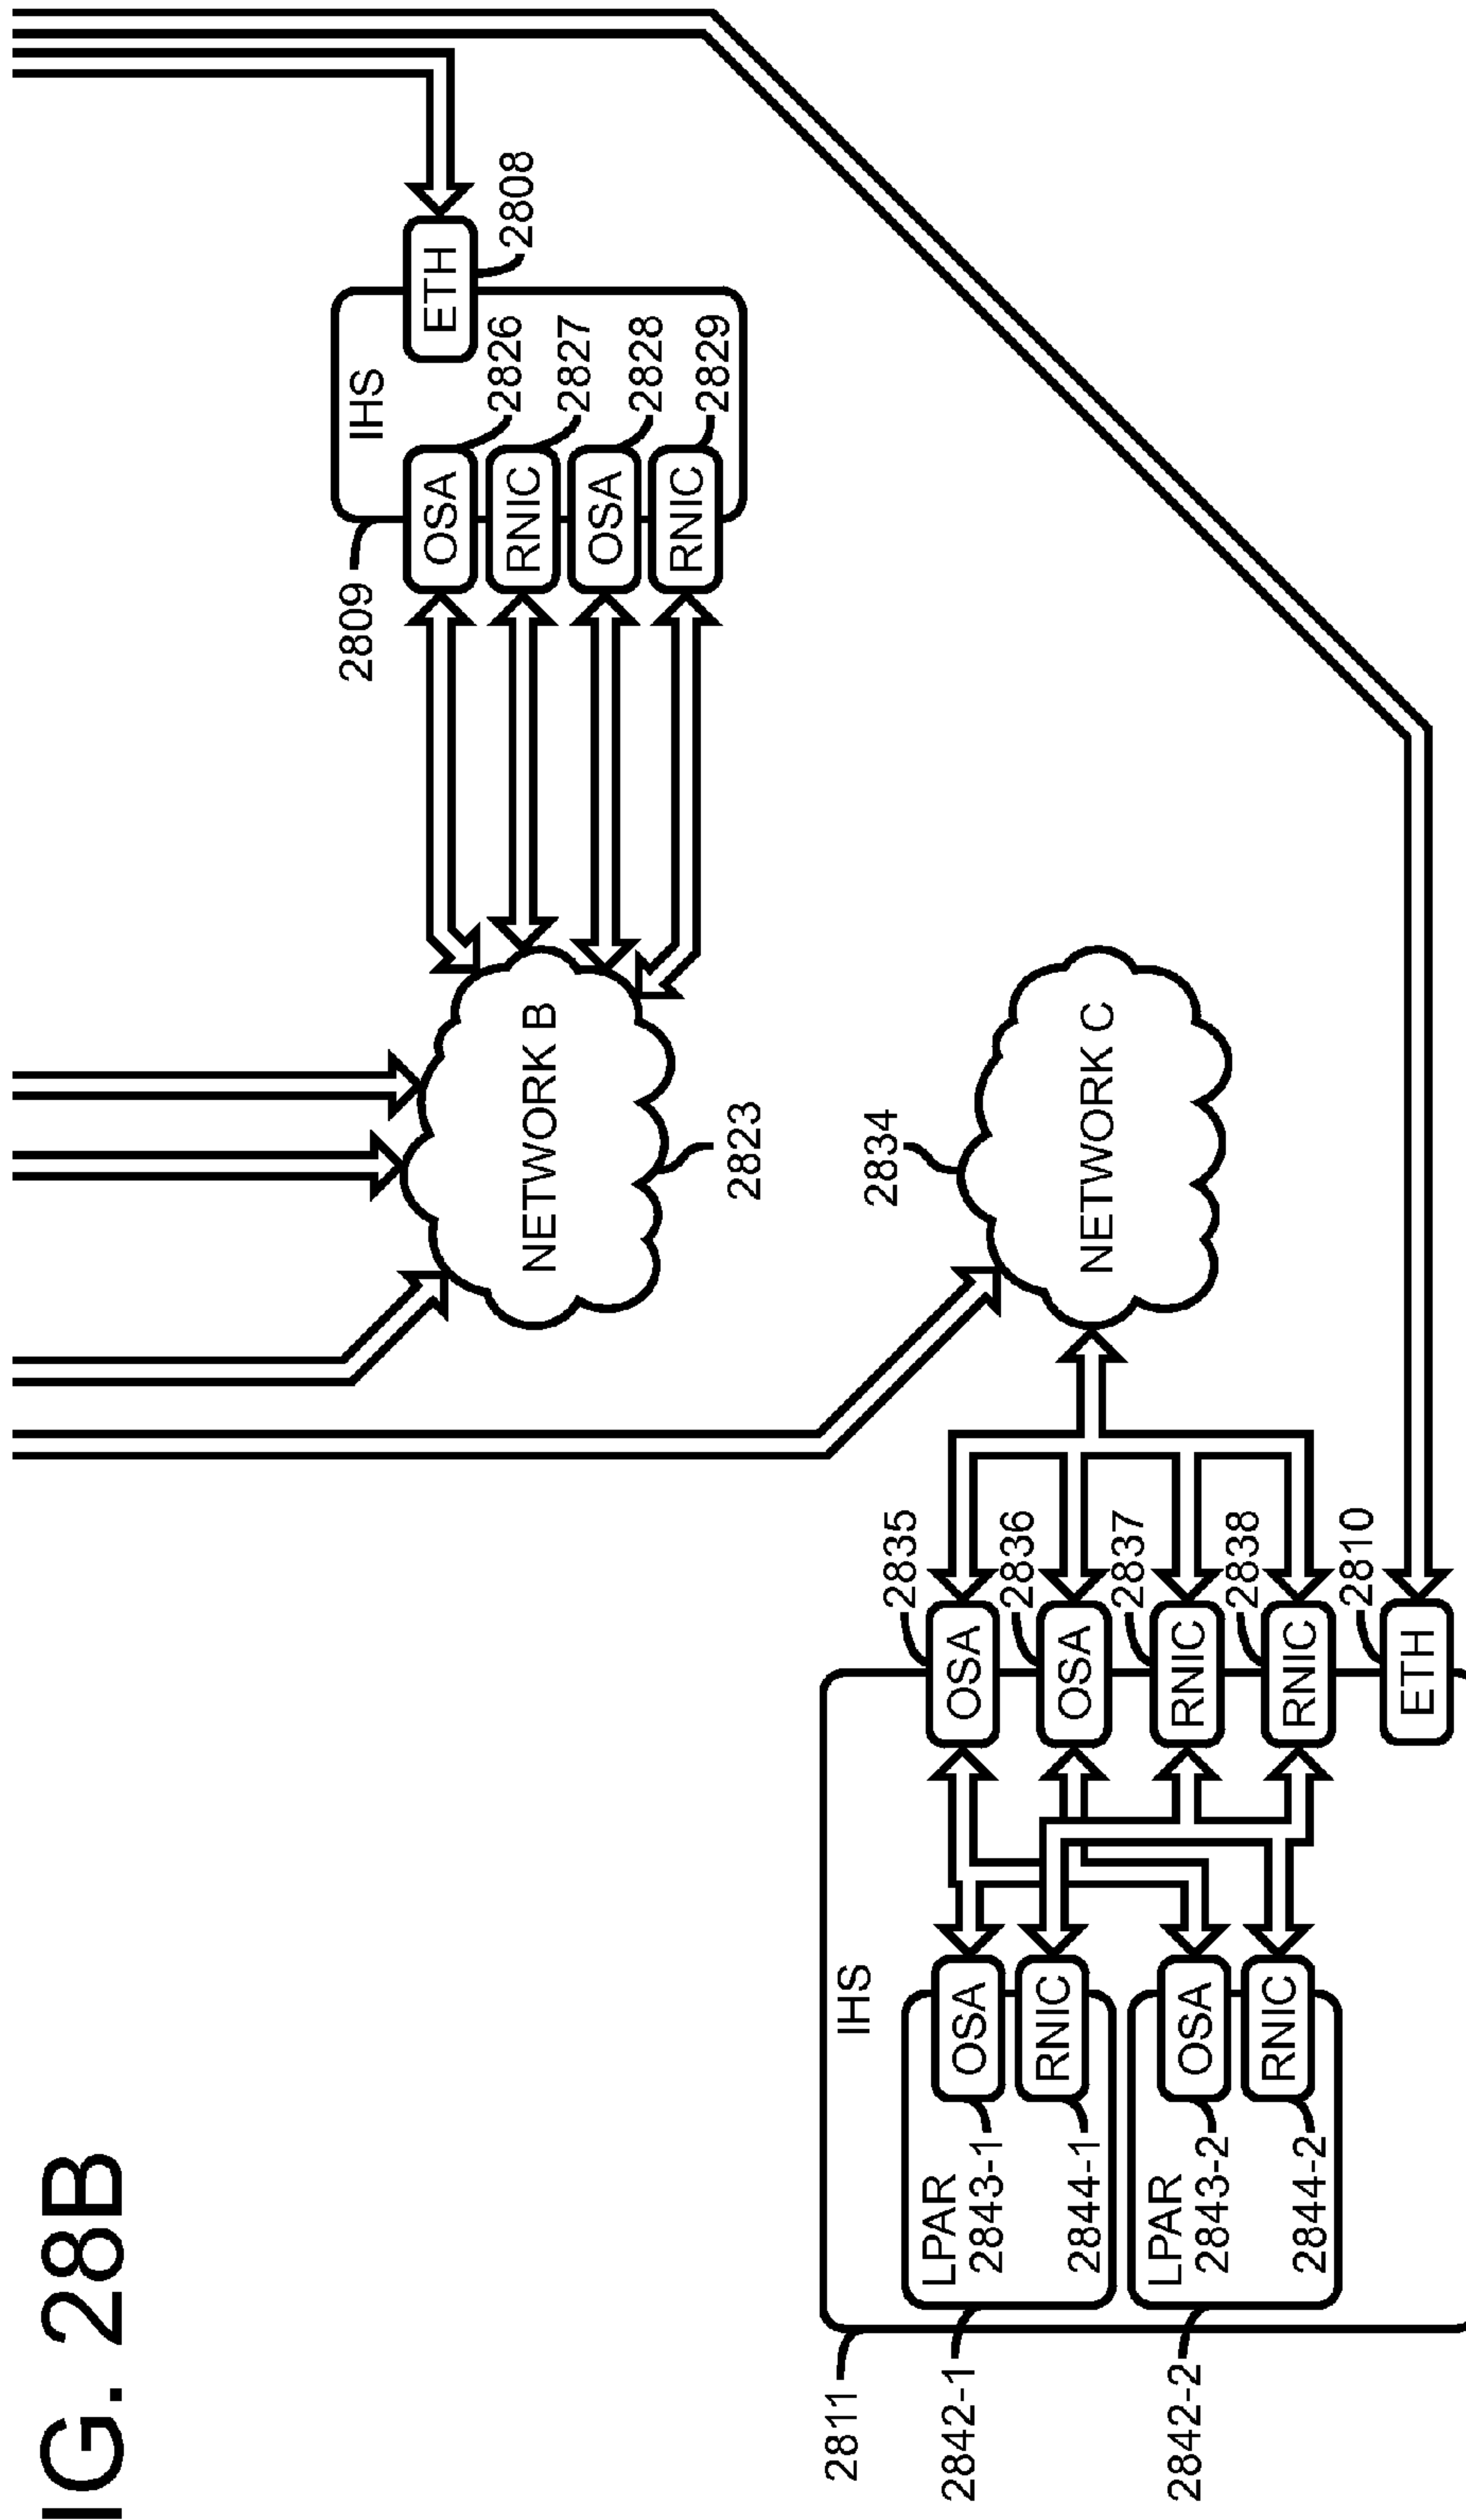 IG. 28B
2809
IHS
ETH
2808
OSA
2826
RNIC
2827
OSA
2828
RNIC
2829
NETWORK B
2823
2834
NETWORK C
2811
IHS
2842-1
LPAR
OSA
2843-1
RNIC
2844-1
2842-2
LPAR
OSA
2843-2
RNIC
2844-2
OSA
2835
OSA
2836
RNIC
2837
RNIC
2838
ETH
2810